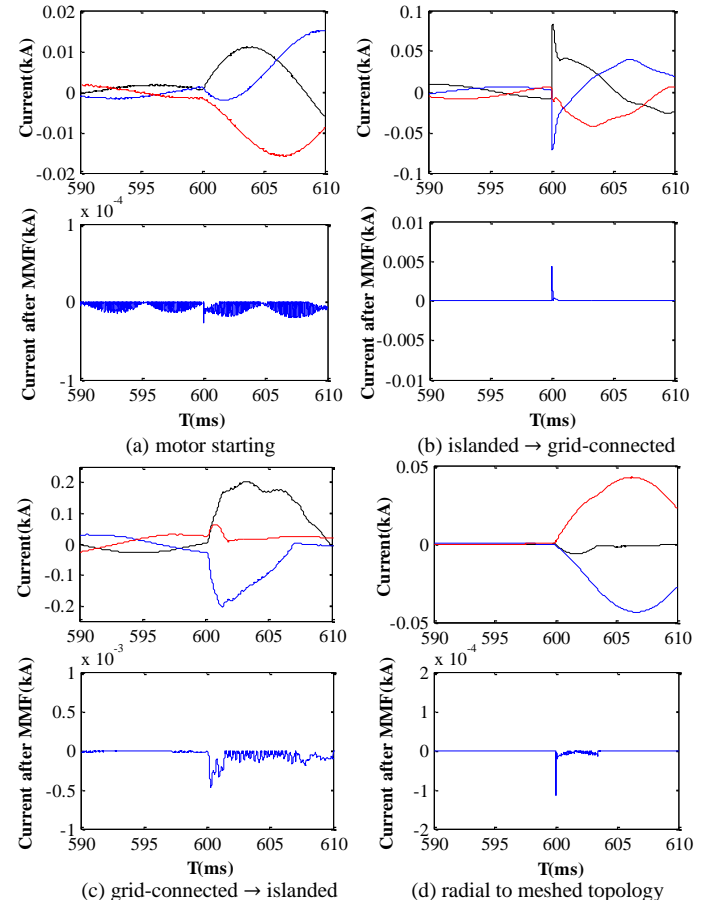 0.02
0.01
0
-0.01
-0.02
Current(kA)
590 595 600 605 610
x 10-4
1
0
-1
Current after MMF(kA)
590 595 600 605 610
T(ms)
(a) motor starting
0.1
0.05
0
-0.05
-0.1
Current(kA)
590 595 600 605 610
0.01
0.005
0
-0.005
-0.01
Current after MMF(kA)
590 595 600 605 610
T(ms)
(b) islanded → grid-connected
0.2
0.1
0
-0.1
-0.2
Current(kA)
590 595 600 605 610
x 10-3
1
0.5
0
-0.5
-1
Current after MMF(kA)
590 595 600 605 610
T(ms)
(c) grid-connected → islanded
0.05
0
-0.05
Current(kA)
590 595 600 605 610
x 10-4
2
0
-2
Current after MMF(kA)
590 595 600 605 610
T(ms)
(d) radial to meshed topology